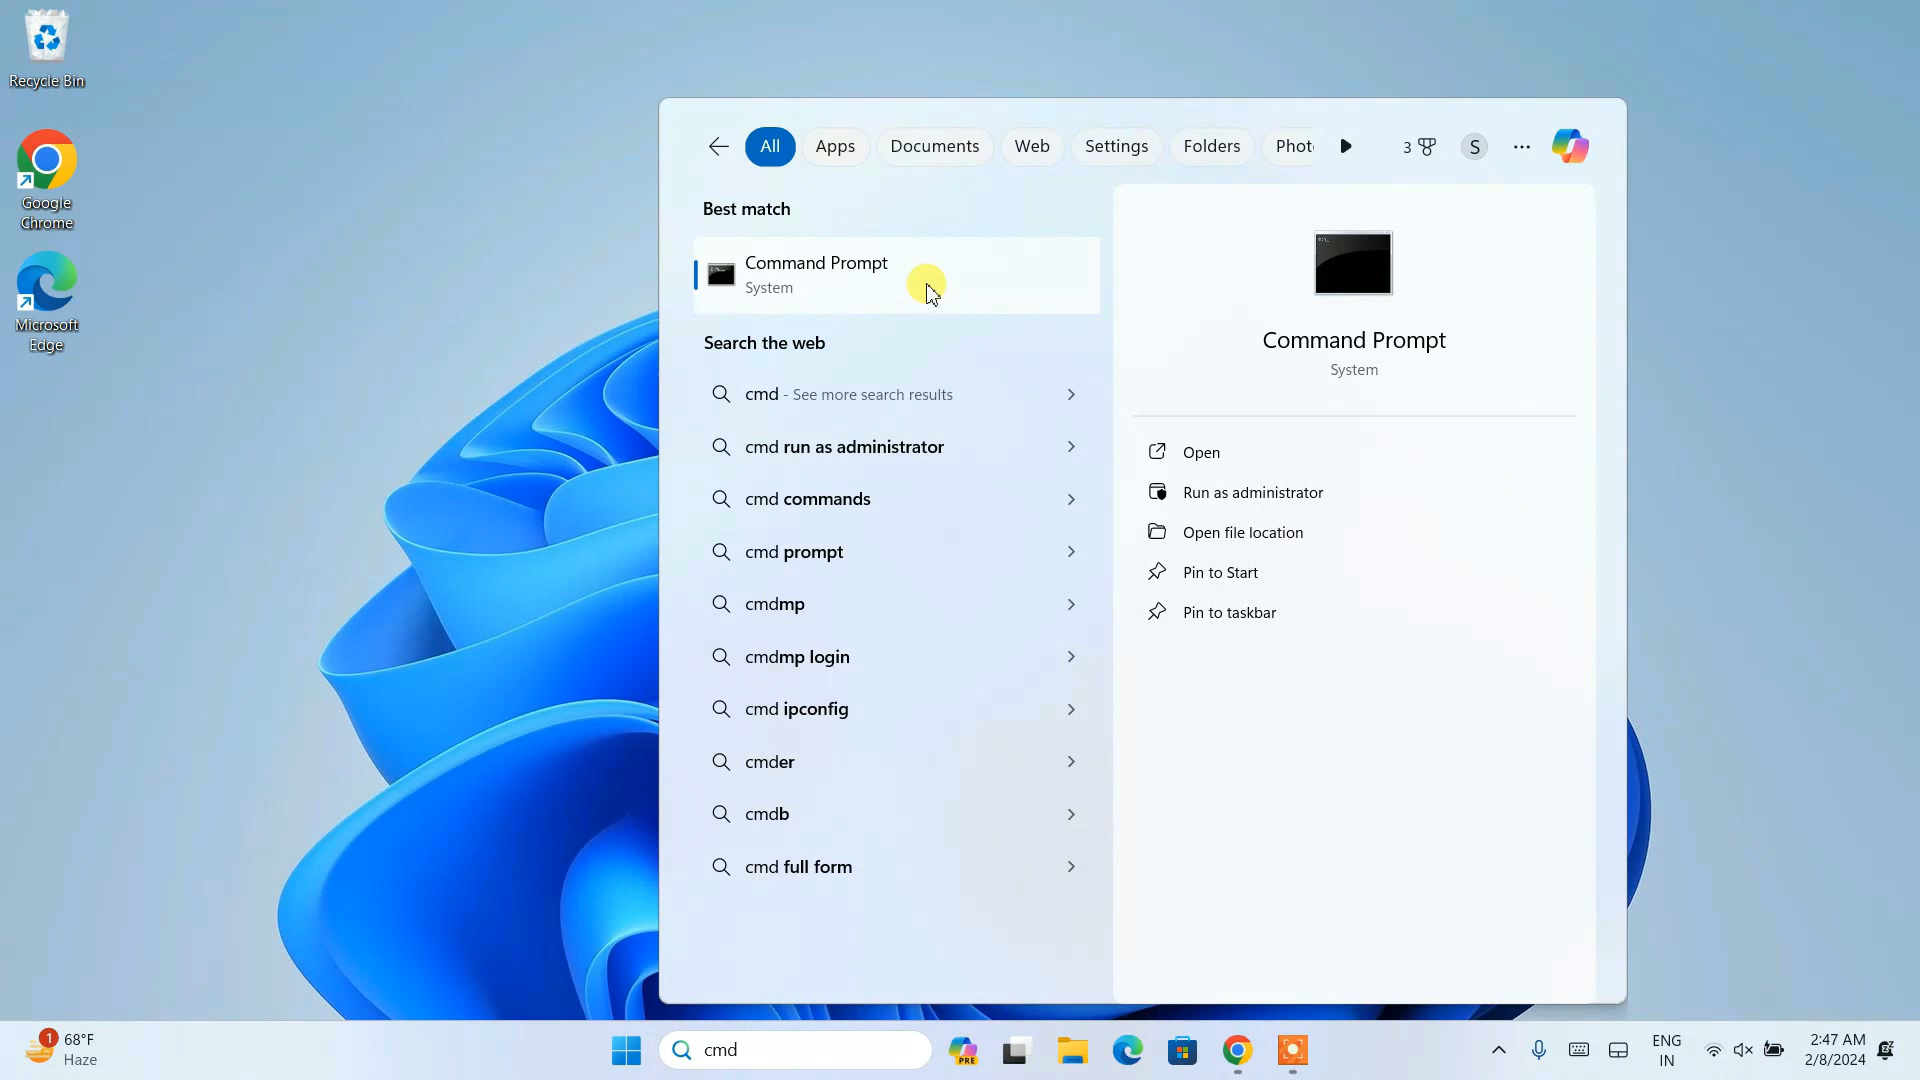 Recycle Bin
Google
Chrome
Microsoft
Edge
All Apps Documents Web Settings Folders Phot 3 S
Best match
Command Prompt
System
Search the web
cmd - See more search results
cmd run as administrator
cmd commands
cmd prompt
cmdmp
cmdmp login
cmd ipconfig
cmder
cmdb
cmd full form
Command Prompt
System
Open
Run as administrator
Open file location
Pin to Start
Pin to taskbar
1
68°F
Haze
cmd
PRE
ENG
IN
2:47 AM
2/8/2024